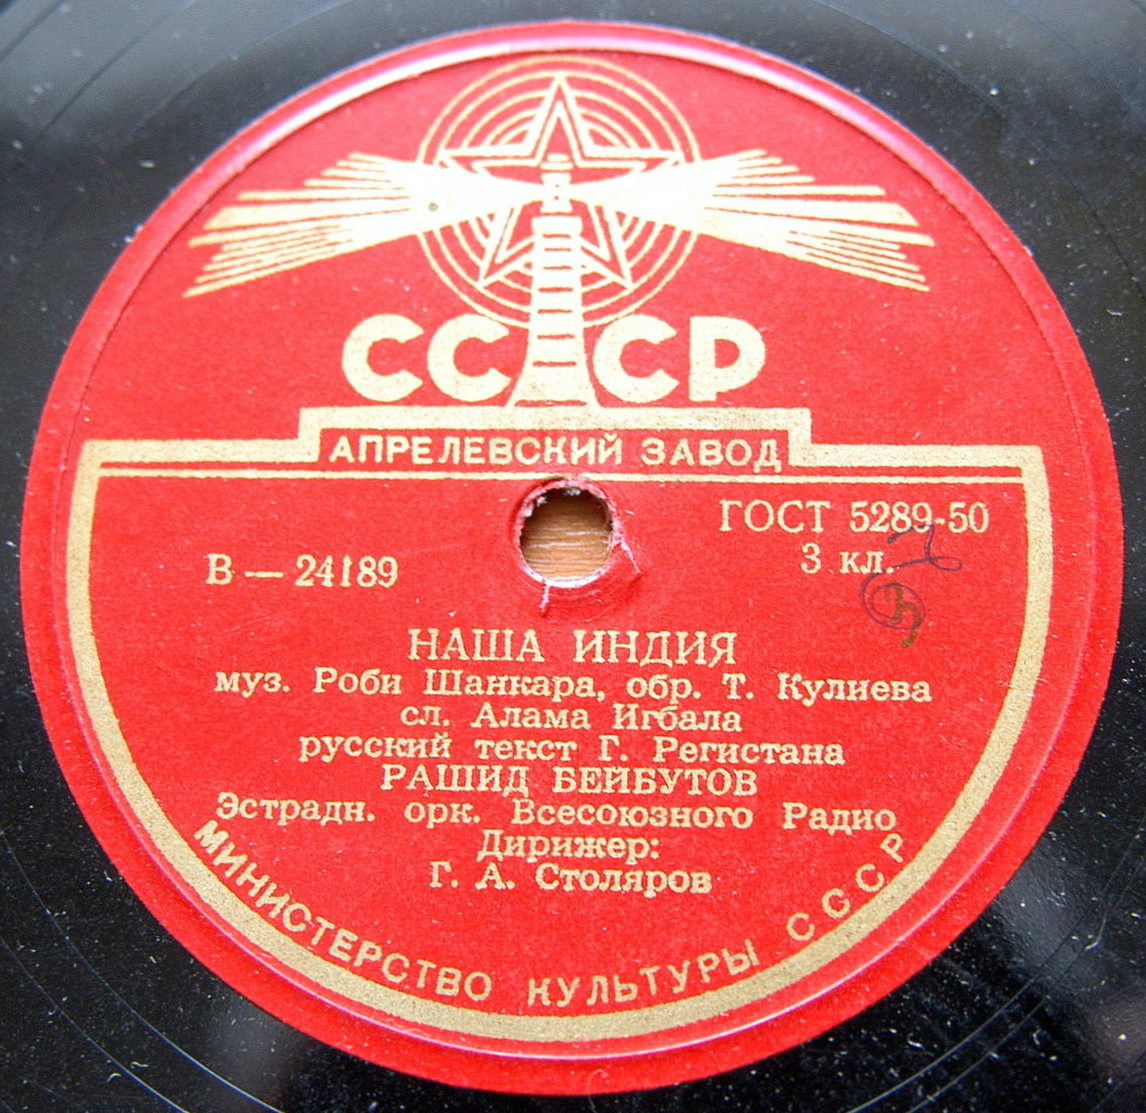 СССР
АПРЕЛЕВСКИЙ ЗАВОД
ГОСТ 5289-50
3 кл.
В — 24189
НАША ИНДИЯ
муз. Роби Шанкара, обр. Т. Кулиева
сл. Алама Игбала
русский текст Г. Регистана
РАШИД БЕЙБУТОВ
Эстрадн. орк. Всесоюзного Радио
Дирижер:
Г. А. Столяров
МИНИСТЕРСТВО КУЛЬТУРЫ СССР